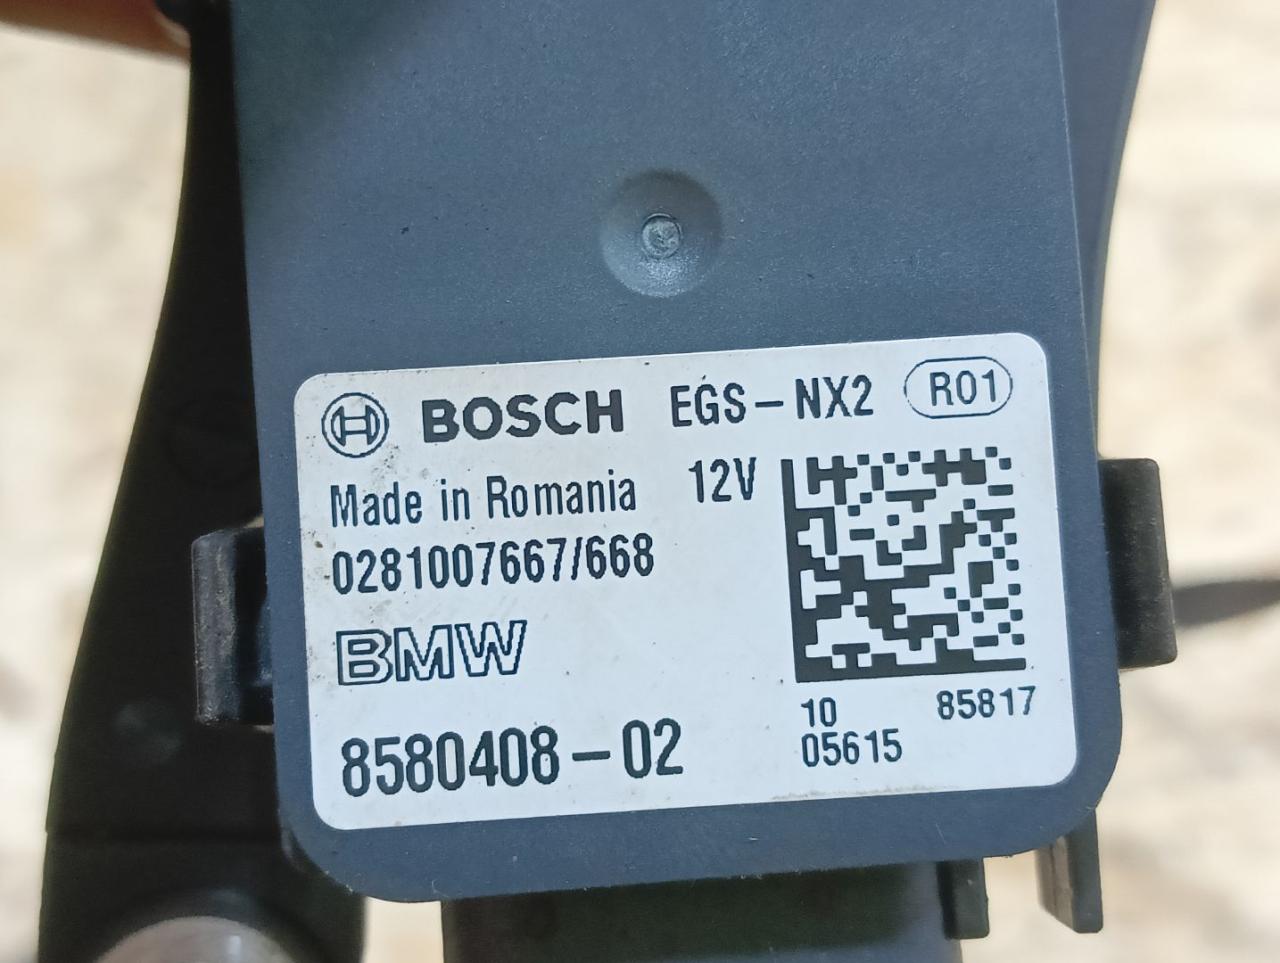 BOSCH EGS-NX2 R01
Made in Romania 12V
0281007667/668
BMW
8580408-02
10 85817
05615